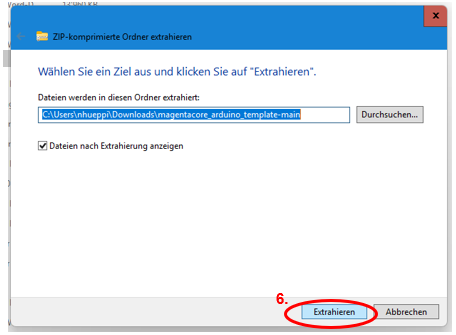 ZIP-komprimierte Ordner extrahieren
Wählen Sie ein Ziel aus und klicken Sie auf "Extrahieren".
Dateien werden in diesen Ordner extrahiert:
C:\Users\nhueppi\Downloads\magentacore_arduino_template-main
Durchsuchen...
Dateien nach Extrahierung anzeigen
6.
Extrahieren
Abbrechen